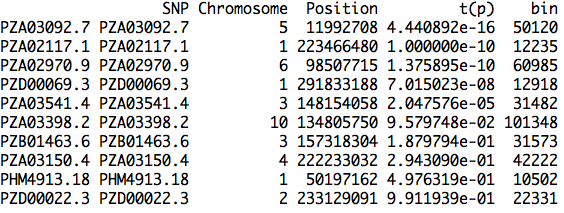 SNP Chromosome Position t(p) bin
PZA03092.7 PZA03092.7 5 11992708 4.440892e-16 50120
PZA02117.1 PZA02117.1 1 223466480 1.000000e-10 12235
PZA02970.9 PZA02970.9 6 98507715 1.375895e-10 60985
PZD00069.3 PZD00069.3 1 291833188 7.015023e-08 12918
PZA03541.4 PZA03541.4 3 148154058 2.047576e-05 31482
PZA03398.2 PZA03398.2 10 134805750 9.579748e-02 101348
PZB01463.6 PZB01463.6 3 157318304 1.879794e-01 31573
PZA03150.4 PZA03150.4 4 222233032 2.943090e-01 42222
PHM4913.18 PHM4913.18 1 50197162 4.976319e-01 10502
PZD00022.3 PZD00022.3 2 233129091 9.911939e-01 22331